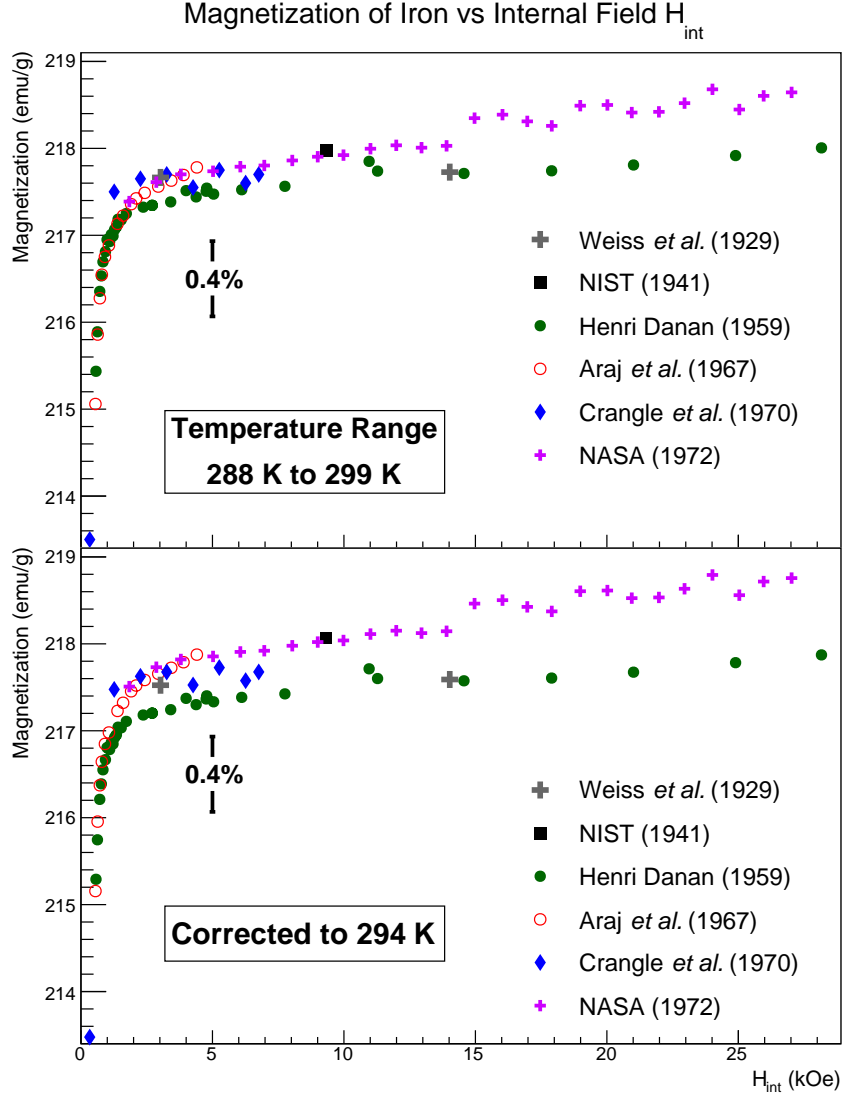 Magnetization of Iron vs Internal Field H_int
Magnetization (emu/g)
219
218
217
216
215
214
0.4%
Weiss et al. (1929)
NIST (1941)
Henri Danan (1959)
Araj et al. (1967)
Crangle et al. (1970)
NASA (1972)
Temperature Range
288 K to 299 K
Magnetization (emu/g)
219
218
217
216
215
214
0.4%
Weiss et al. (1929)
NIST (1941)
Henri Danan (1959)
Araj et al. (1967)
Crangle et al. (1970)
NASA (1972)
Corrected to 294 K
0 5 10 15 20 25
H_int (kOe)